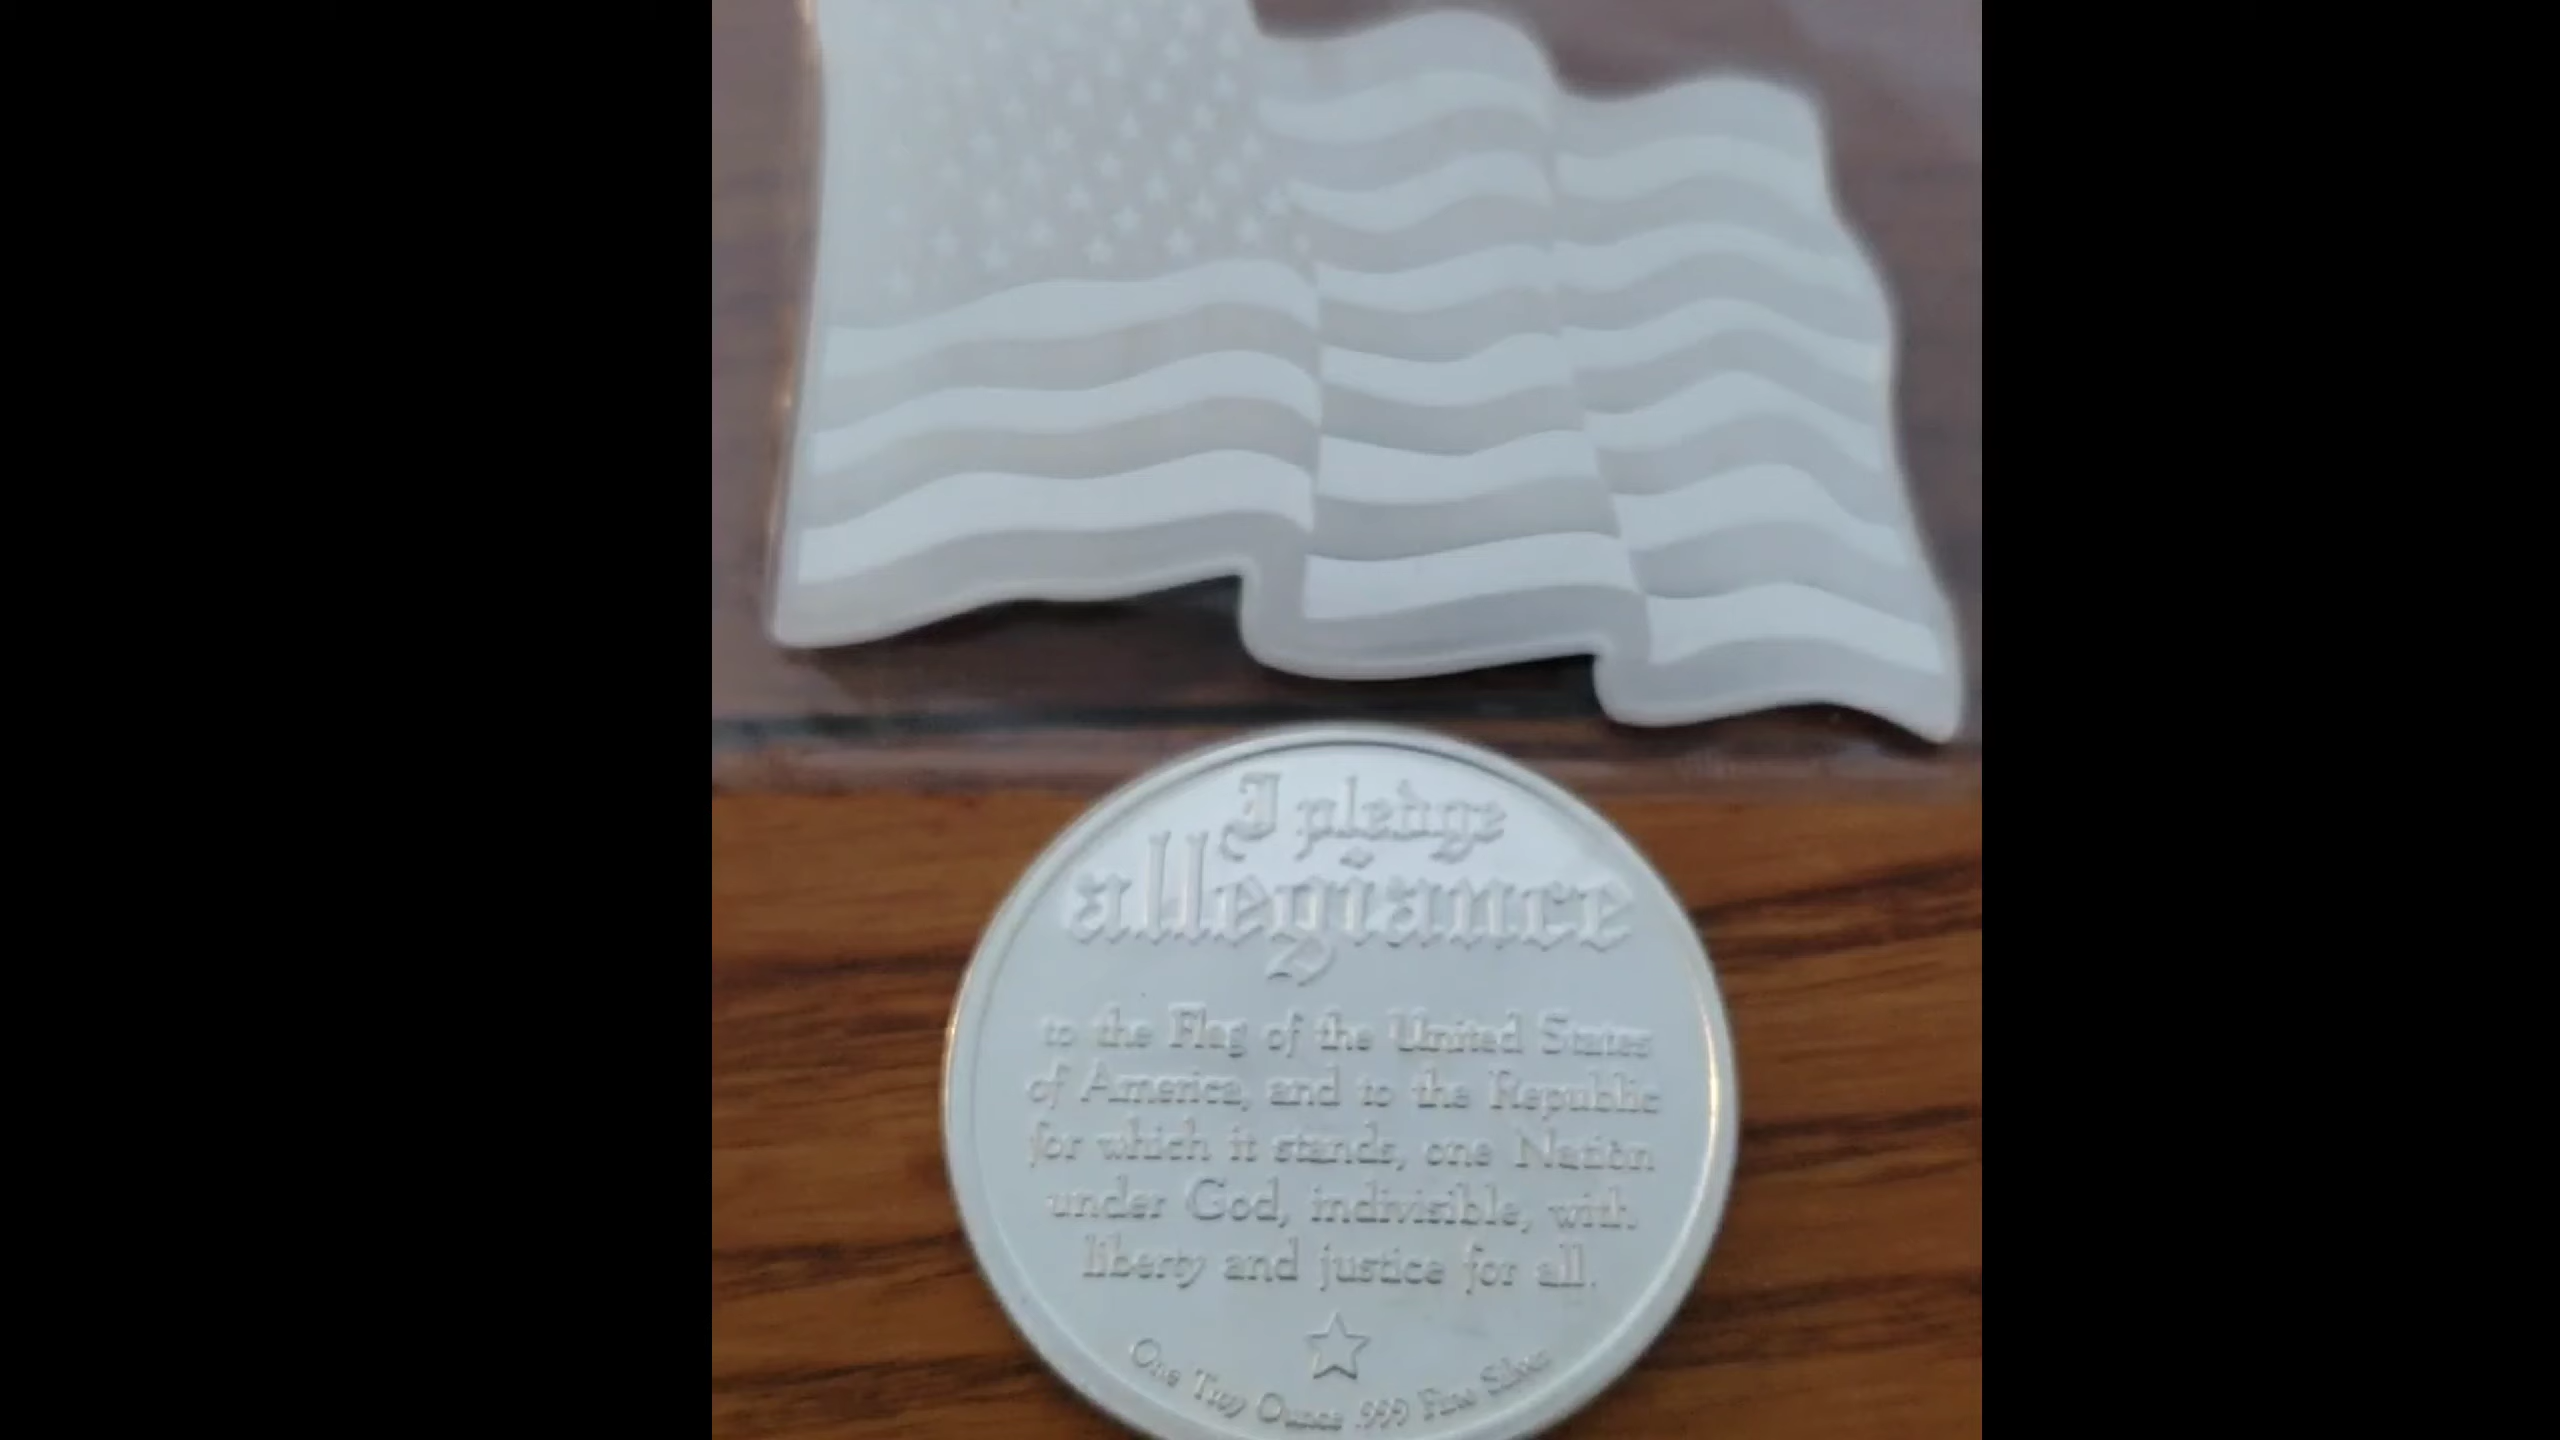 I pledge
allegiance
to the Flag of the United States
of America, and to the Republic
for which it stands, one Nation
under God, indivisible, with
liberty and justice for all.
One Troy Ounce .999 Fine Silver